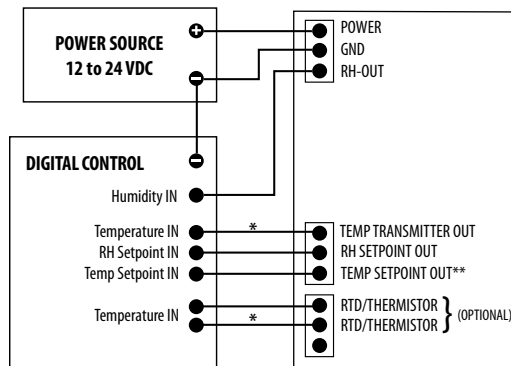 POWER SOURCE
12 to 24 VDC
POWER
GND
RH-OUT
DIGITAL CONTROL
Humidity IN
Temperature IN
*
TEMP TRANSMITTER OUT
RH Setpoint IN
RH SETPOINT OUT
Temp Setpoint IN
TEMP SETPOINT OUT**
Temperature IN
*
RTD/THERMISTOR
RTD/THERMISTOR
(OPTIONAL)